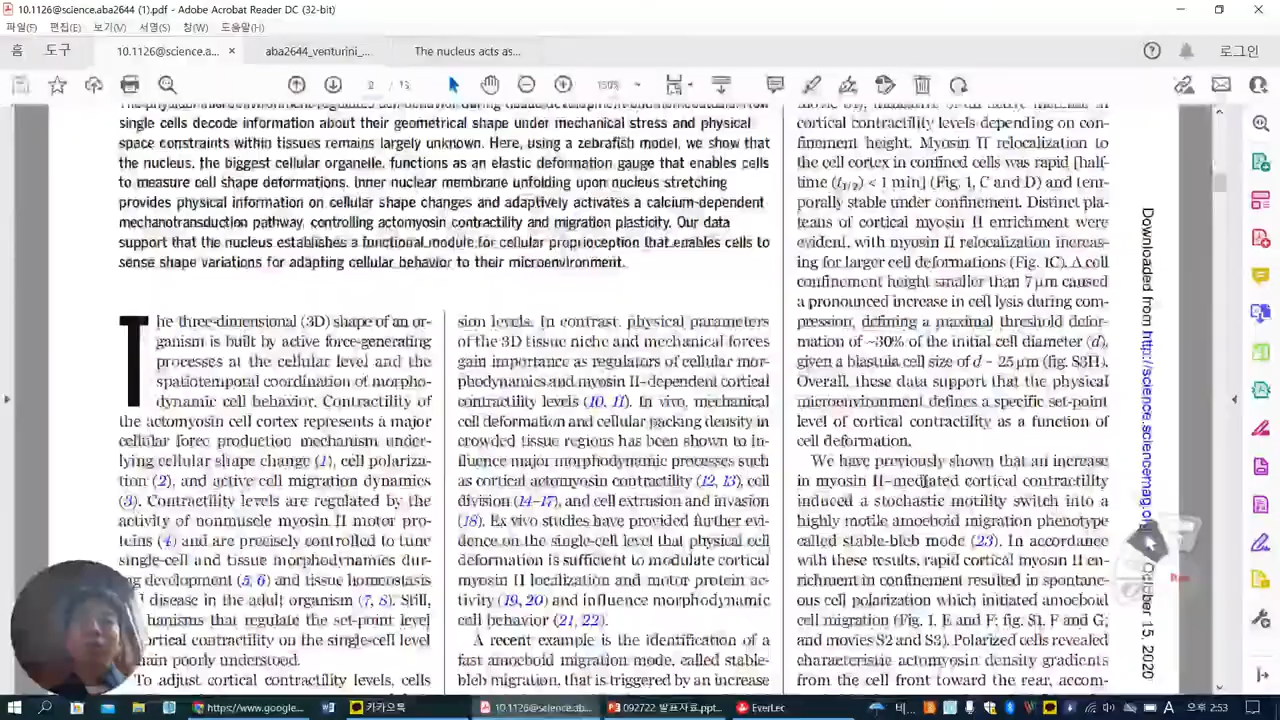 10.1126@science.aba2644 (1).pdf - Adobe Acrobat Reader DC (32-bit)
파일(F) 편집(E) 보기(V) 서명(S) 창(W) 도움말(H)
홈 도구 10.1126@science.a... × aba2644_venturini_... The nucleus acts as... 로그인
2 / 13 150%
single cells decode information about their geometrical shape under mechanical stress and physical
space constraints within tissues remains largely unknown. Here, using a zebrafish model, we show that
the nucleus, the biggest cellular organelle, functions as an elastic deformation gauge that enables cells
to measure cell shape deformations. Inner nuclear membrane unfolding upon nucleus stretching
provides physical information on cellular shape changes and adaptively activates a calcium-dependent
mechanotransduction pathway, controlling actomyosin contractility and migration plasticity. Our data
support that the nucleus establishes a functional module for cellular proprioception that enables cells to
sense shape variations for adapting cellular behavior to their microenvironment.
The three-dimensional (3D) shape of an or-
ganism is built by active force-generating
processes at the cellular level and the
spatiotemporal coordination of morpho-
dynamic cell behavior. Contractility of
the actomyosin cell cortex represents a major
cellular force production mechanism under-
lying cellular shape change (1), cell polariza-
tion (2), and active cell migration dynamics
(3). Contractility levels are regulated by the
activity of nonmuscle myosin II motor pro-
teins (4) and are precisely controlled to tune
single-cell and tissue morphodynamics dur-
ng development (5, 6) and tissue homeostasis
disease in the adult organism (7, 8). Still,
hanisms that regulate the set-point level
ortical contractility on the single-cell level
main poorly understood.
To adjust cortical contractility levels, cells
sion levels. In contrast, physical parameters
of the 3D tissue niche and mechanical forces
gain importance as regulators of cellular mor-
phodynamics and myosin II–dependent cortical
contractility levels (10, 11). In vivo, mechanical
cell deformation and cellular packing density in
crowded tissue regions has been shown to in-
fluence major morphodynamic processes such
as cortical actomyosin contractility (12, 13), cell
division (14–17), and cell extrusion and invasion
(18). Ex vivo studies have provided further evi-
dence on the single-cell level that physical cell
deformation is sufficient to modulate cortical
myosin II localization and motor protein ac-
tivity (19, 20) and influence morphodynamic
cell behavior (21, 22).
A recent example is the identification of a
fast amoeboid migration mode, called stable-
bleb migration, that is triggered by an increase
cortical contractility levels depending on con-
finement height. Myosin II relocalization to
the cell cortex in confined cells was rapid [half-
time (t1/2) < 1 min] (Fig. 1, C and D) and tem-
porally stable under confinement. Distinct pla-
teaus of cortical myosin II enrichment were
evident, with myosin II relocalization increas-
ing for larger cell deformations (Fig. 1C). A cell
confinement height smaller than 7 μm caused
a pronounced increase in cell lysis during com-
pression, defining a maximal threshold defor-
mation of ~30% of the initial cell diameter (d),
given a blastula cell size of d ~ 25 μm (fig. S3H).
Overall, these data support that the physical
microenvironment defines a specific set-point
level of cortical contractility as a function of
cell deformation.
We have previously shown that an increase
in myosin II–mediated cortical contractility
induced a stochastic motility switch into a
highly motile amoeboid migration phenotype
called stable-bleb mode (23). In accordance
with these results, rapid cortical myosin II en-
richment in confinement resulted in spontane-
ous cell polarization which initiated amoeboid
cell migration (Fig. 1, E and F; fig. S1, F and G;
and movies S2 and S3). Polarized cells revealed
characteristic actomyosin density gradients
from the cell front toward the rear, accom-
Downloaded from http://science.sciencemag.org/ October 15, 2020
https://www.google... 카카오톡 10.1126@science.ab... 092722 발표자료.ppt... EverLec A 오후 2:53